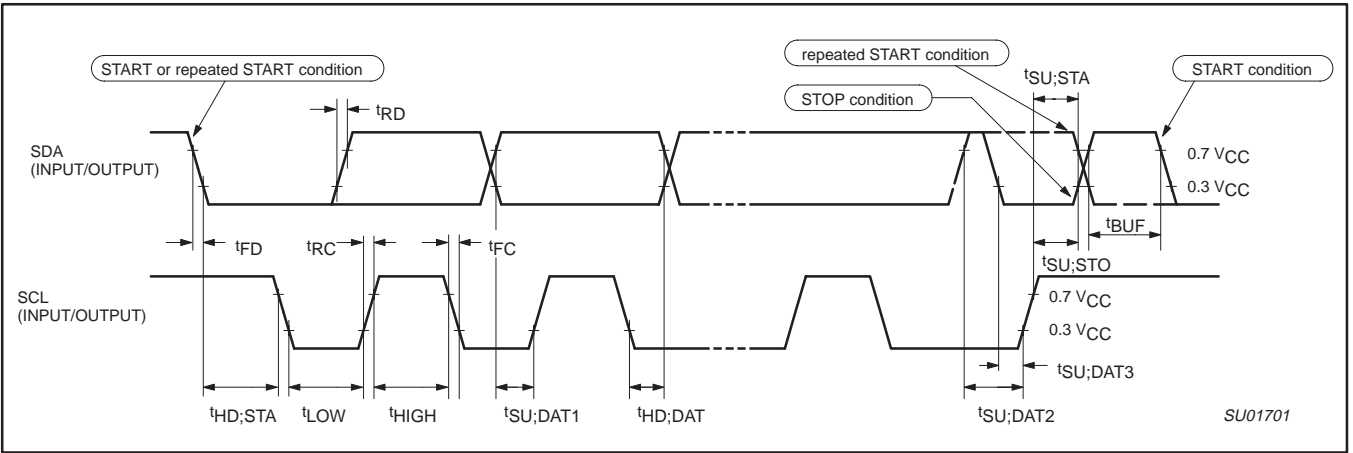 repeated START condition
tSU;STA
START or repeated START condition
START condition
STOP condition
tRD
SDA
(INPUT/OUTPUT)
0.7 VCC
0.3 VCC
tBUF
tFD
tRC
tFC
tSU;STO
SCL
(INPUT/OUTPUT)
0.7 VCC
0.3 VCC
tSU;DAT3
tHD;STA
tLOW
tHIGH
tSU;DAT1
tHD;DAT
tSU;DAT2
SU01701